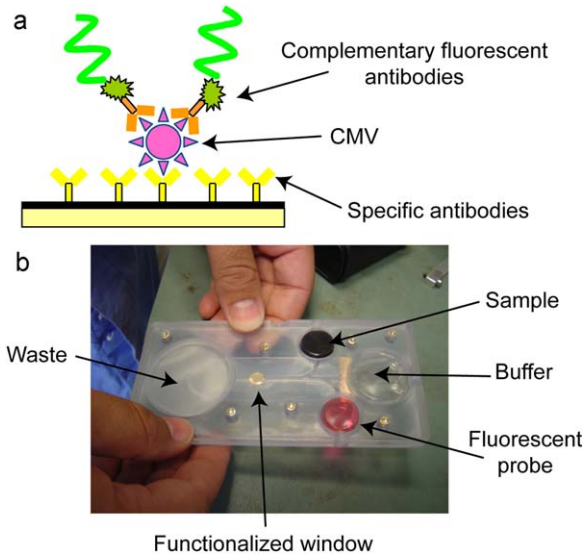 a
Complementary fluorescent
antibodies
CMV
Specific antibodies
b
Sample
Waste
Buffer
Fluorescent
probe
Functionalized window